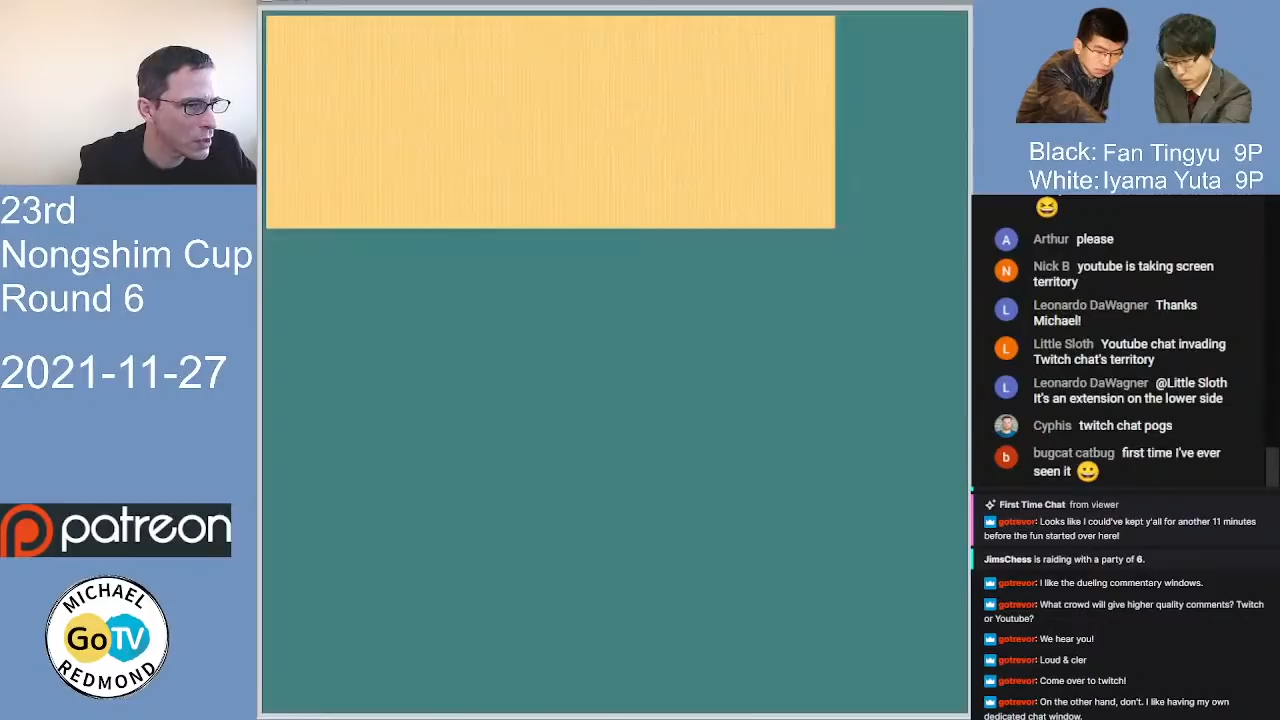 23rd
Nongshim Cup
Round 6
2021-11-27
patreon
MICHAEL
GoTV
REDMOND
Black: Fan Tingyu 9P
White: Iyama Yuta 9P
A Arthur please
N Nick B youtube is taking screen
territory
L Leonardo DaWagner Thanks
Michael!
L Little Sloth Youtube chat invading
Twitch chat's territory
L Leonardo DaWagner @Little Sloth
It's an extension on the lower side
Cyphis twitch chat pogs
b bugcat catbug first time I've ever
seen it 😀
First Time Chat from viewer
gotrevor: Looks like I could've kept y'all for another 11 minutes
before the fun started over here!
JimsChess is raiding with a party of 6.
gotrevor: I like the dueling commentary windows.
gotrevor: What crowd will give higher quality comments? Twitch
or Youtube?
gotrevor: We hear you!
gotrevor: Loud & cler
gotrevor: Come over to twitch!
gotrevor: On the other hand, don't. I like having my own
dedicated chat window.